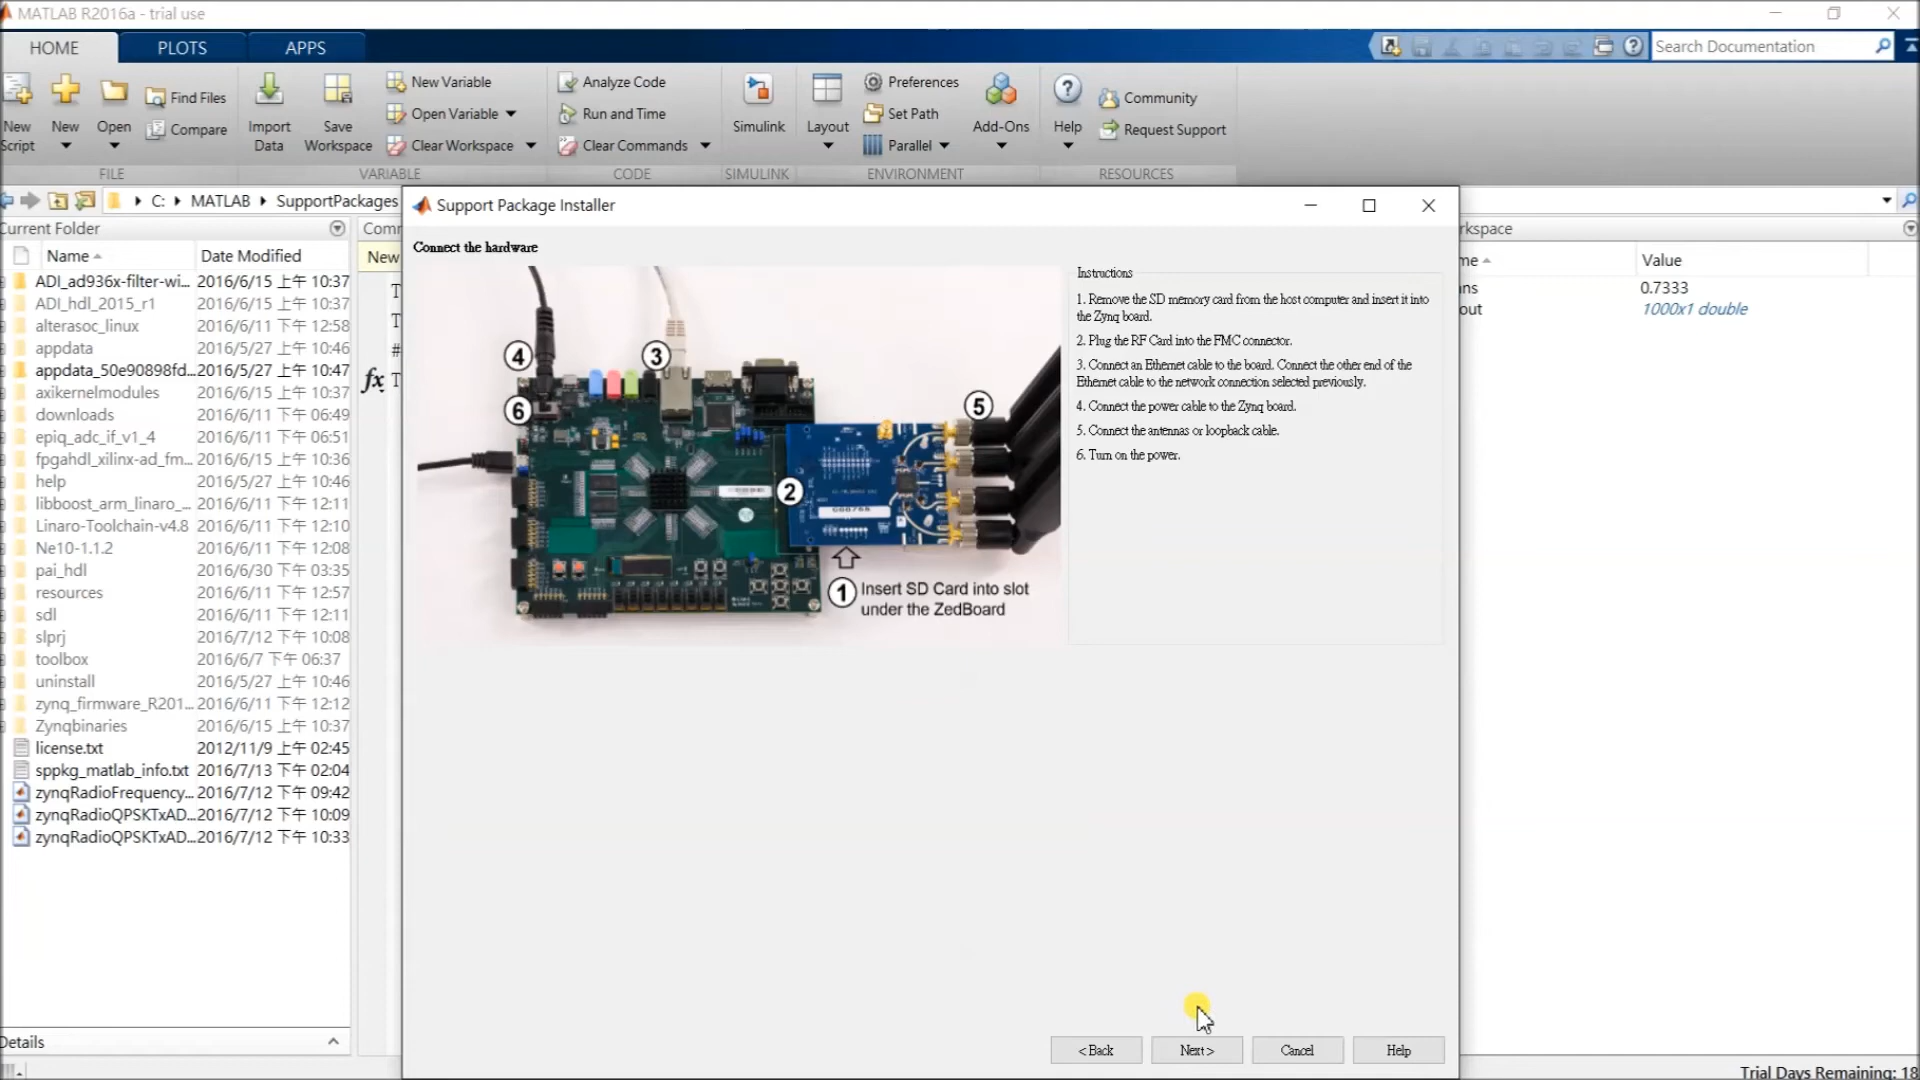 MATLAB R2016a - trial use
HOME
PLOTS
APPS
Search Documentation
New Script
New
Open
Find Files
Compare
Import Data
Save Workspace
New Variable
Open Variable
Clear Workspace
Analyze Code
Run and Time
Clear Commands
Simulink
Layout
Preferences
Set Path
Parallel
Add-Ons
Help
Community
Request Support
FILE
VARIABLE
CODE
SIMULINK
ENVIRONMENT
RESOURCES
C: MATLAB SupportPackages
Current Folder
Name Date Modified
ADI_ad936x-filter-wi... 2016/6/15 上午 10:37
ADI_hdl_2015_r1 2016/6/15 上午 10:37
alterasoc_linux 2016/6/11 下午 12:58
appdata 2016/5/27 上午 10:46
appdata_50e90898fd... 2016/5/27 上午 10:47
axikernelmodules 2016/6/11 下午 12:08
downloads 2016/6/11 下午 06:49
epiq_adc_if_v1_4 2016/6/11 下午 06:51
fpgahdl_xilinx-ad_fm... 2016/6/15 上午 10:36
help 2016/5/27 上午 10:46
libboost_arm_linaro_... 2016/6/11 下午 12:11
Linaro-Toolchain-v4.8 2016/6/11 下午 12:10
Ne10-1.1.2 2016/6/11 下午 12:08
pai_hdl 2016/6/30 下午 03:35
resources 2016/6/11 下午 12:57
sdl 2016/6/11 下午 12:11
slprj 2016/7/12 下午 10:08
toolbox 2016/6/7 下午 06:37
uninstall 2016/5/27 上午 10:46
zynq_firmware_R201... 2016/6/11 下午 12:12
Zynqbinaries 2016/6/15 上午 10:37
license.txt 2012/11/9 上午 02:45
sppkg_matlab_info.txt 2016/7/13 下午 02:04
zynqRadioFrequency... 2016/7/12 下午 09:42
zynqRadioQPSKTxAD... 2016/7/12 下午 10:09
zynqRadioQPSKTxAD... 2016/7/12 下午 10:33
Details
Comm
New
T
T
#
fx T
Support Package Installer
Connect the hardware
4
3
6
5
2
1 Insert SD Card into slot
under the ZedBoard
Instructions
1. Remove the SD memory card from the host computer and insert it into
the Zynq board.
2. Plug the RF Card into the FMC connector.
3. Connect an Ethernet cable to the board. Connect the other end of the
Ethernet cable to the network connection selected previously.
4. Connect the power cable to the Zynq board.
5. Connect the antennas or loopback cable.
6. Turn on the power.
< Back
Next >
Cancel
Help
rkspace
me Value
ns 0.7333
out 1000x1 double
Trial Days Remaining: 18